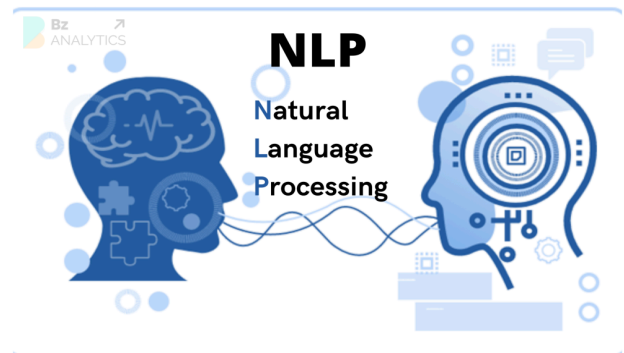 Bz
ANALYTICS
NLP
Natural
Language
Processing